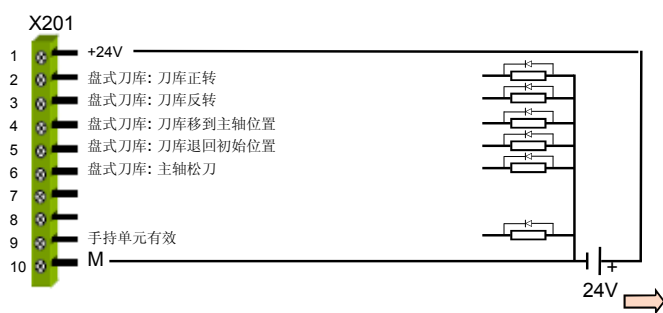 X201
1 +24V
2 盘式刀库: 刀库正转
3 盘式刀库: 刀库反转
4 盘式刀库: 刀库移到主轴位置
5 盘式刀库: 刀库退回初始位置
6 盘式刀库: 主轴松刀
7
8
9 手持单元有效
10 M
+
24V